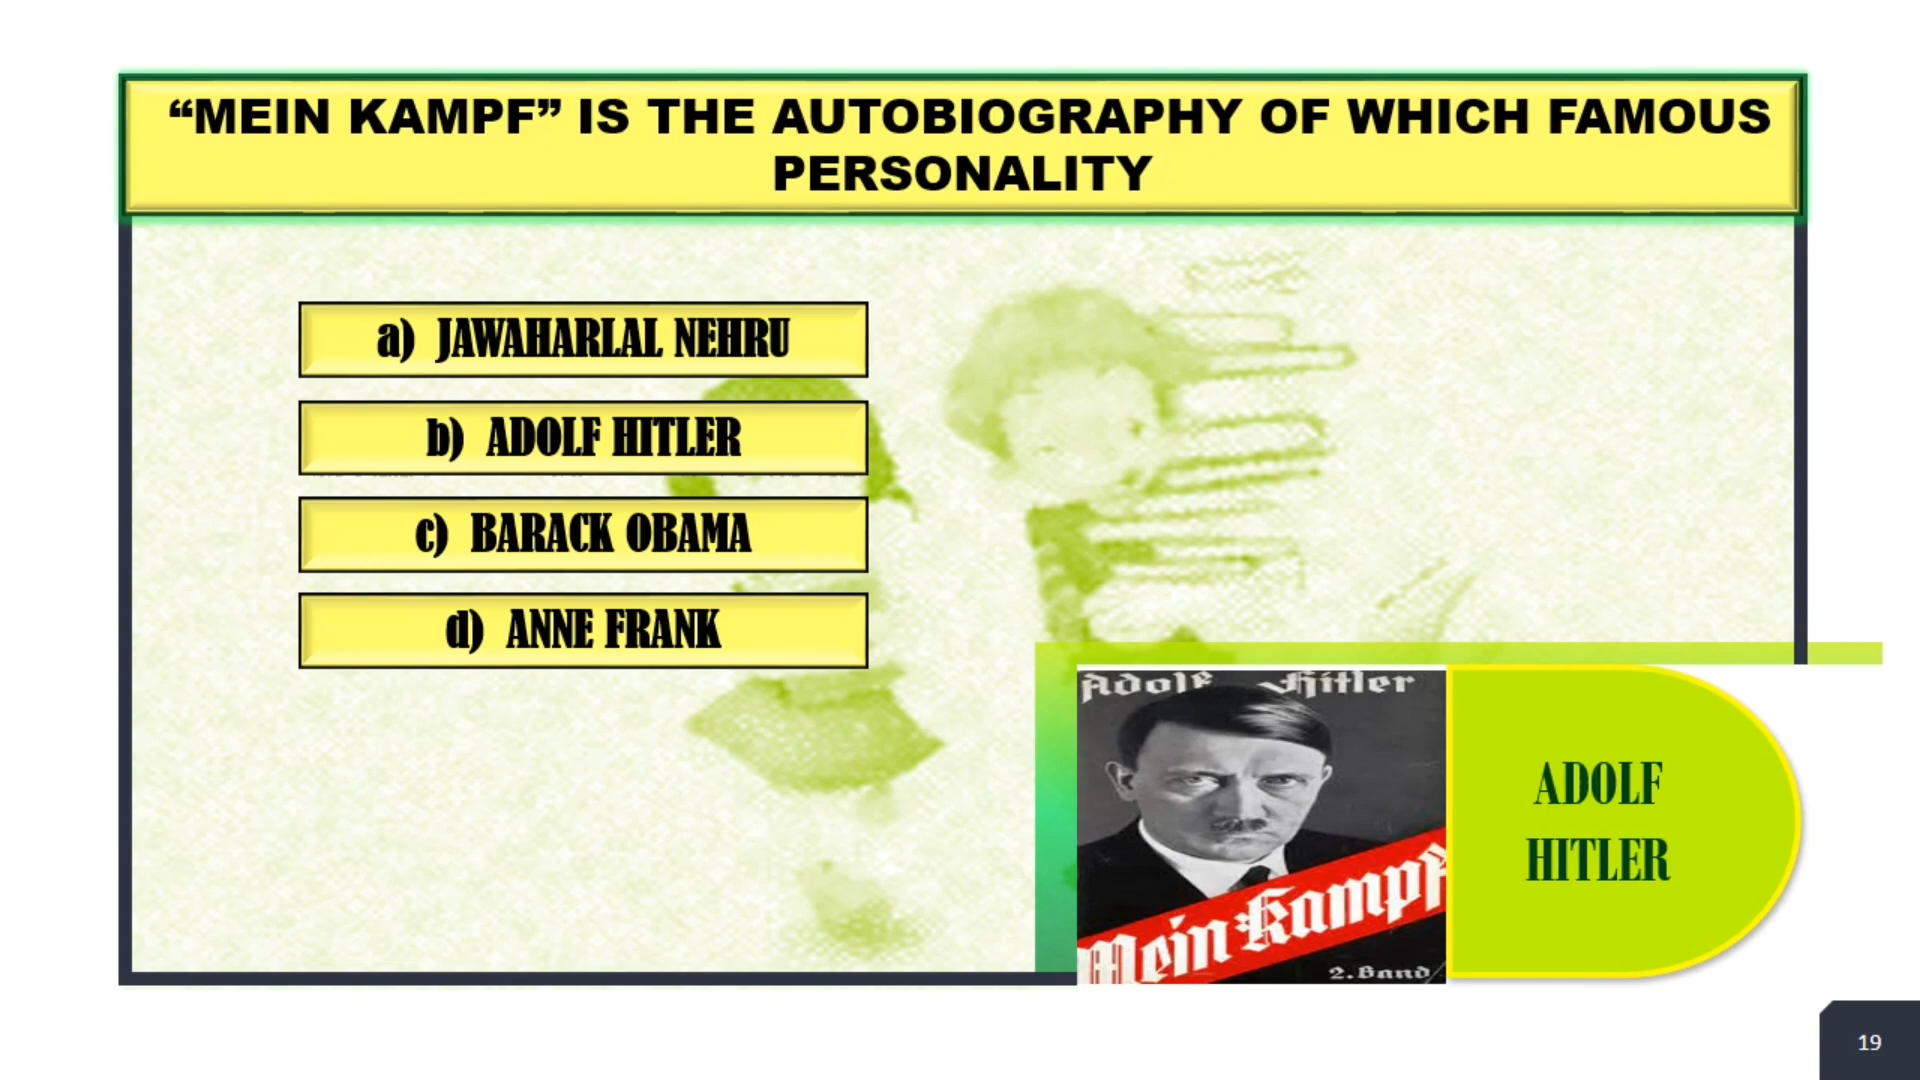 “MEIN KAMPF” IS THE AUTOBIOGRAPHY OF WHICH FAMOUS
PERSONALITY
a) JAWAHARLAL NEHRU
b) ADOLF HITLER
c) BARACK OBAMA
d) ANNE FRANK
Adolf Hitler
Mein Kampf
2. Band
ADOLF
HITLER
19